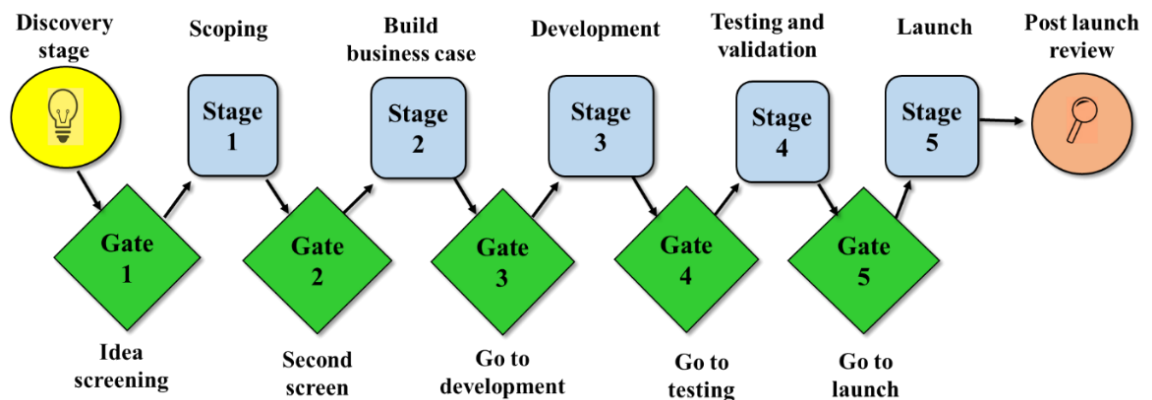 Discovery
stage
Scoping
Build
business case
Development
Testing and
validation
Launch
Post launch
review
Stage
1
Stage
2
Stage
3
Stage
4
Stage
5
Gate
1
Gate
2
Gate
3
Gate
4
Gate
5
Idea
screening
Second
screen
Go to
development
Go to
testing
Go to
launch